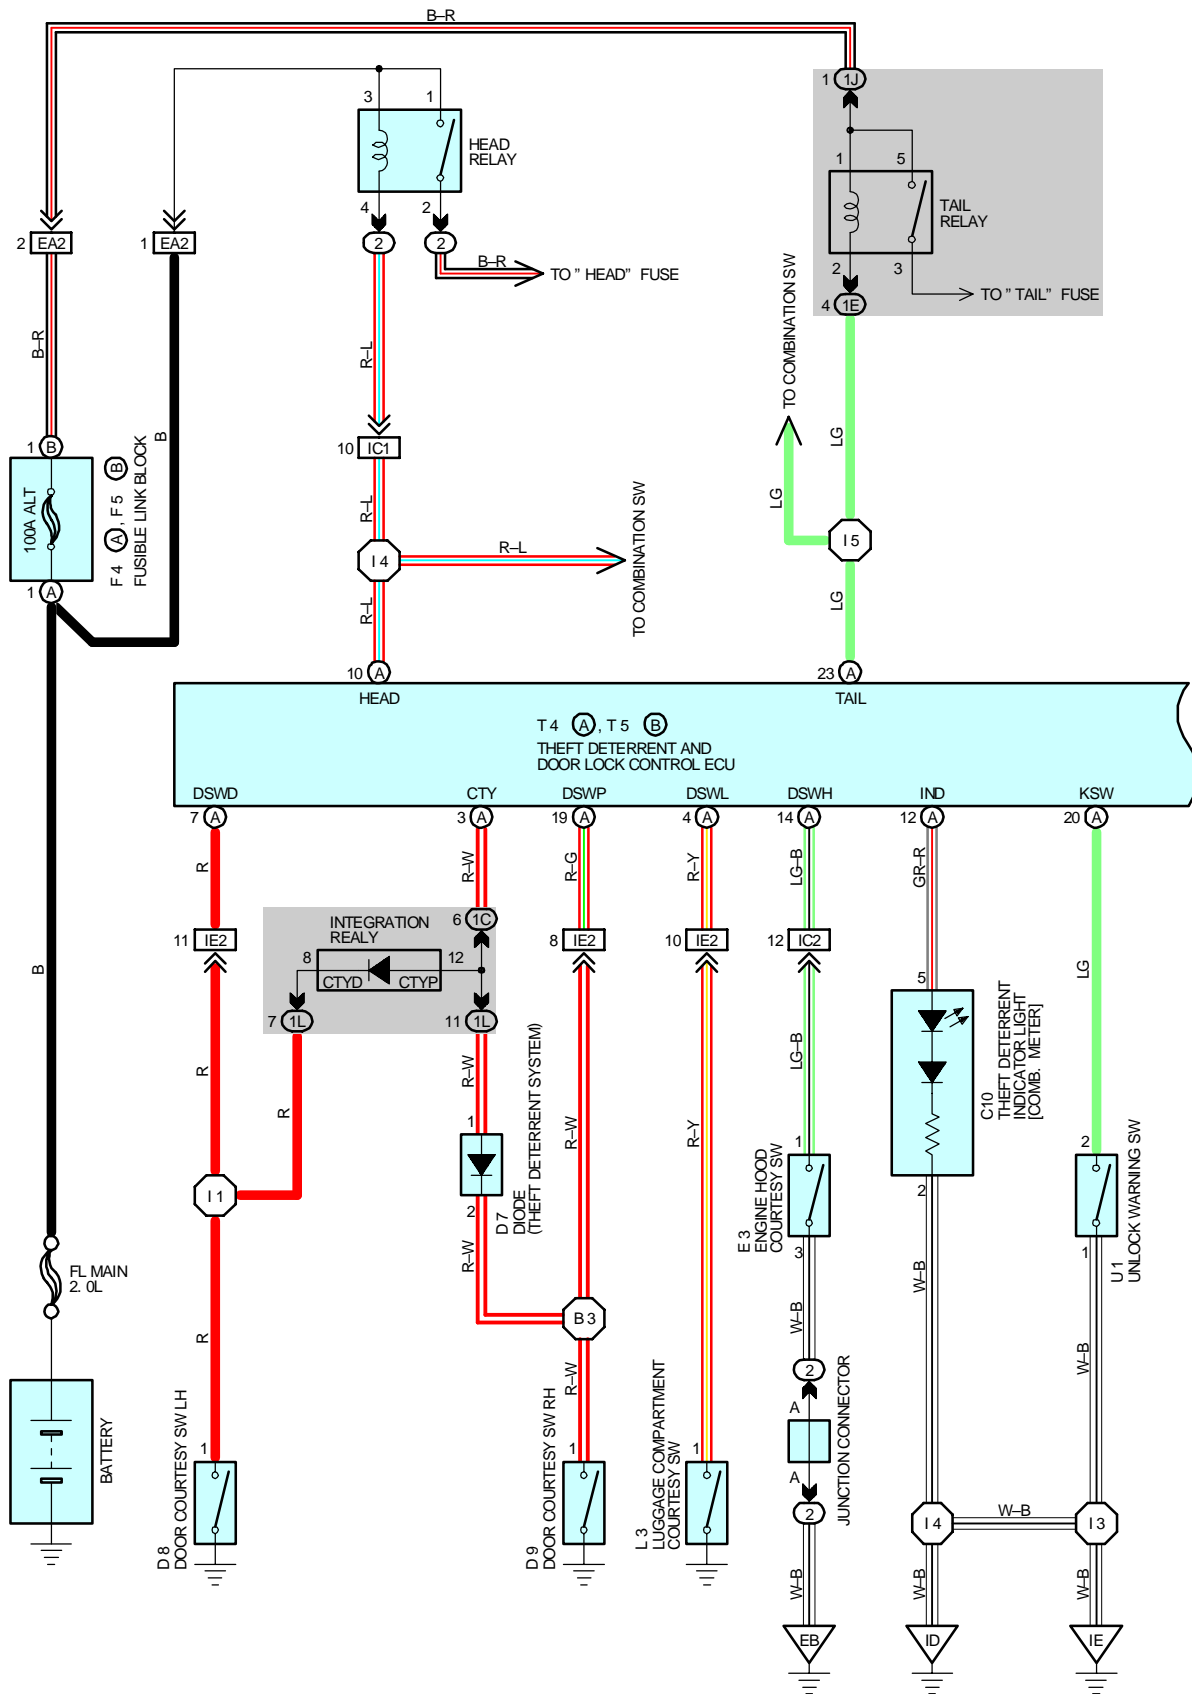 B–R
1 1J
3 1
HEAD
RELAY
1 5
TAIL
RELAY
4 2
2 EA2
1 EA2
2 2
B–R
TO " HEAD" FUSE
2 3
TO " TAIL" FUSE
4 1E
TO COMBINATION SW
B–R
R–L
B
LG
LG
1 B
10 IC1
100A ALT
F 4 A , F 5 B
FUSIBLE LINK BLOCK
R–L
I 4
R–L
TO COMBINATION SW
I 5
1 A
R–L
LG
10 A
23 A
HEAD
TAIL
T 4 A , T 5 B
THEFT DETERRENT AND
DOOR LOCK CONTROL ECU
DSWD CTY DSWP DSWL DSWH IND KSW
7 A
3 A
19 A
4 A
14 A
12 A
20 A
R
R–W
R–G
R–Y
LG–B
GR–R
INTEGRATION
REALY
6 1C
11 IE2
8 IE2
10 IE2
12 IC2
8 12
CTYD CTYP
B
LG
5
7 1L
11 1L
R
R
R–W
R–W
R–Y
LG–B
C10
THEFT DETERRENT
INDICATOR LIGHT
[COMB. METER]
1
1
2
I 1
2
D 7
DIODE
(THEFT DETERRENT SYSTEM)
R–W
E 3
ENGINE HOOD
COURTESY SW
3
2
1
U 1
UNLOCK WARNING SW
FL MAIN
2. 0L
R
B 3
R–W
W–B
W–B
W–B
2
A
JUNCTION CONNECTOR
A
2
BATTERY
D 8
DOOR COURTESY SW LH
1
D 9
DOOR COURTESY SW RH
1
L 3
LUGGAGE COMPARTMENT
COURTESY SW
1
I 4
W–B
I 3
W–B
W–B
W–B
EB
ID
IE